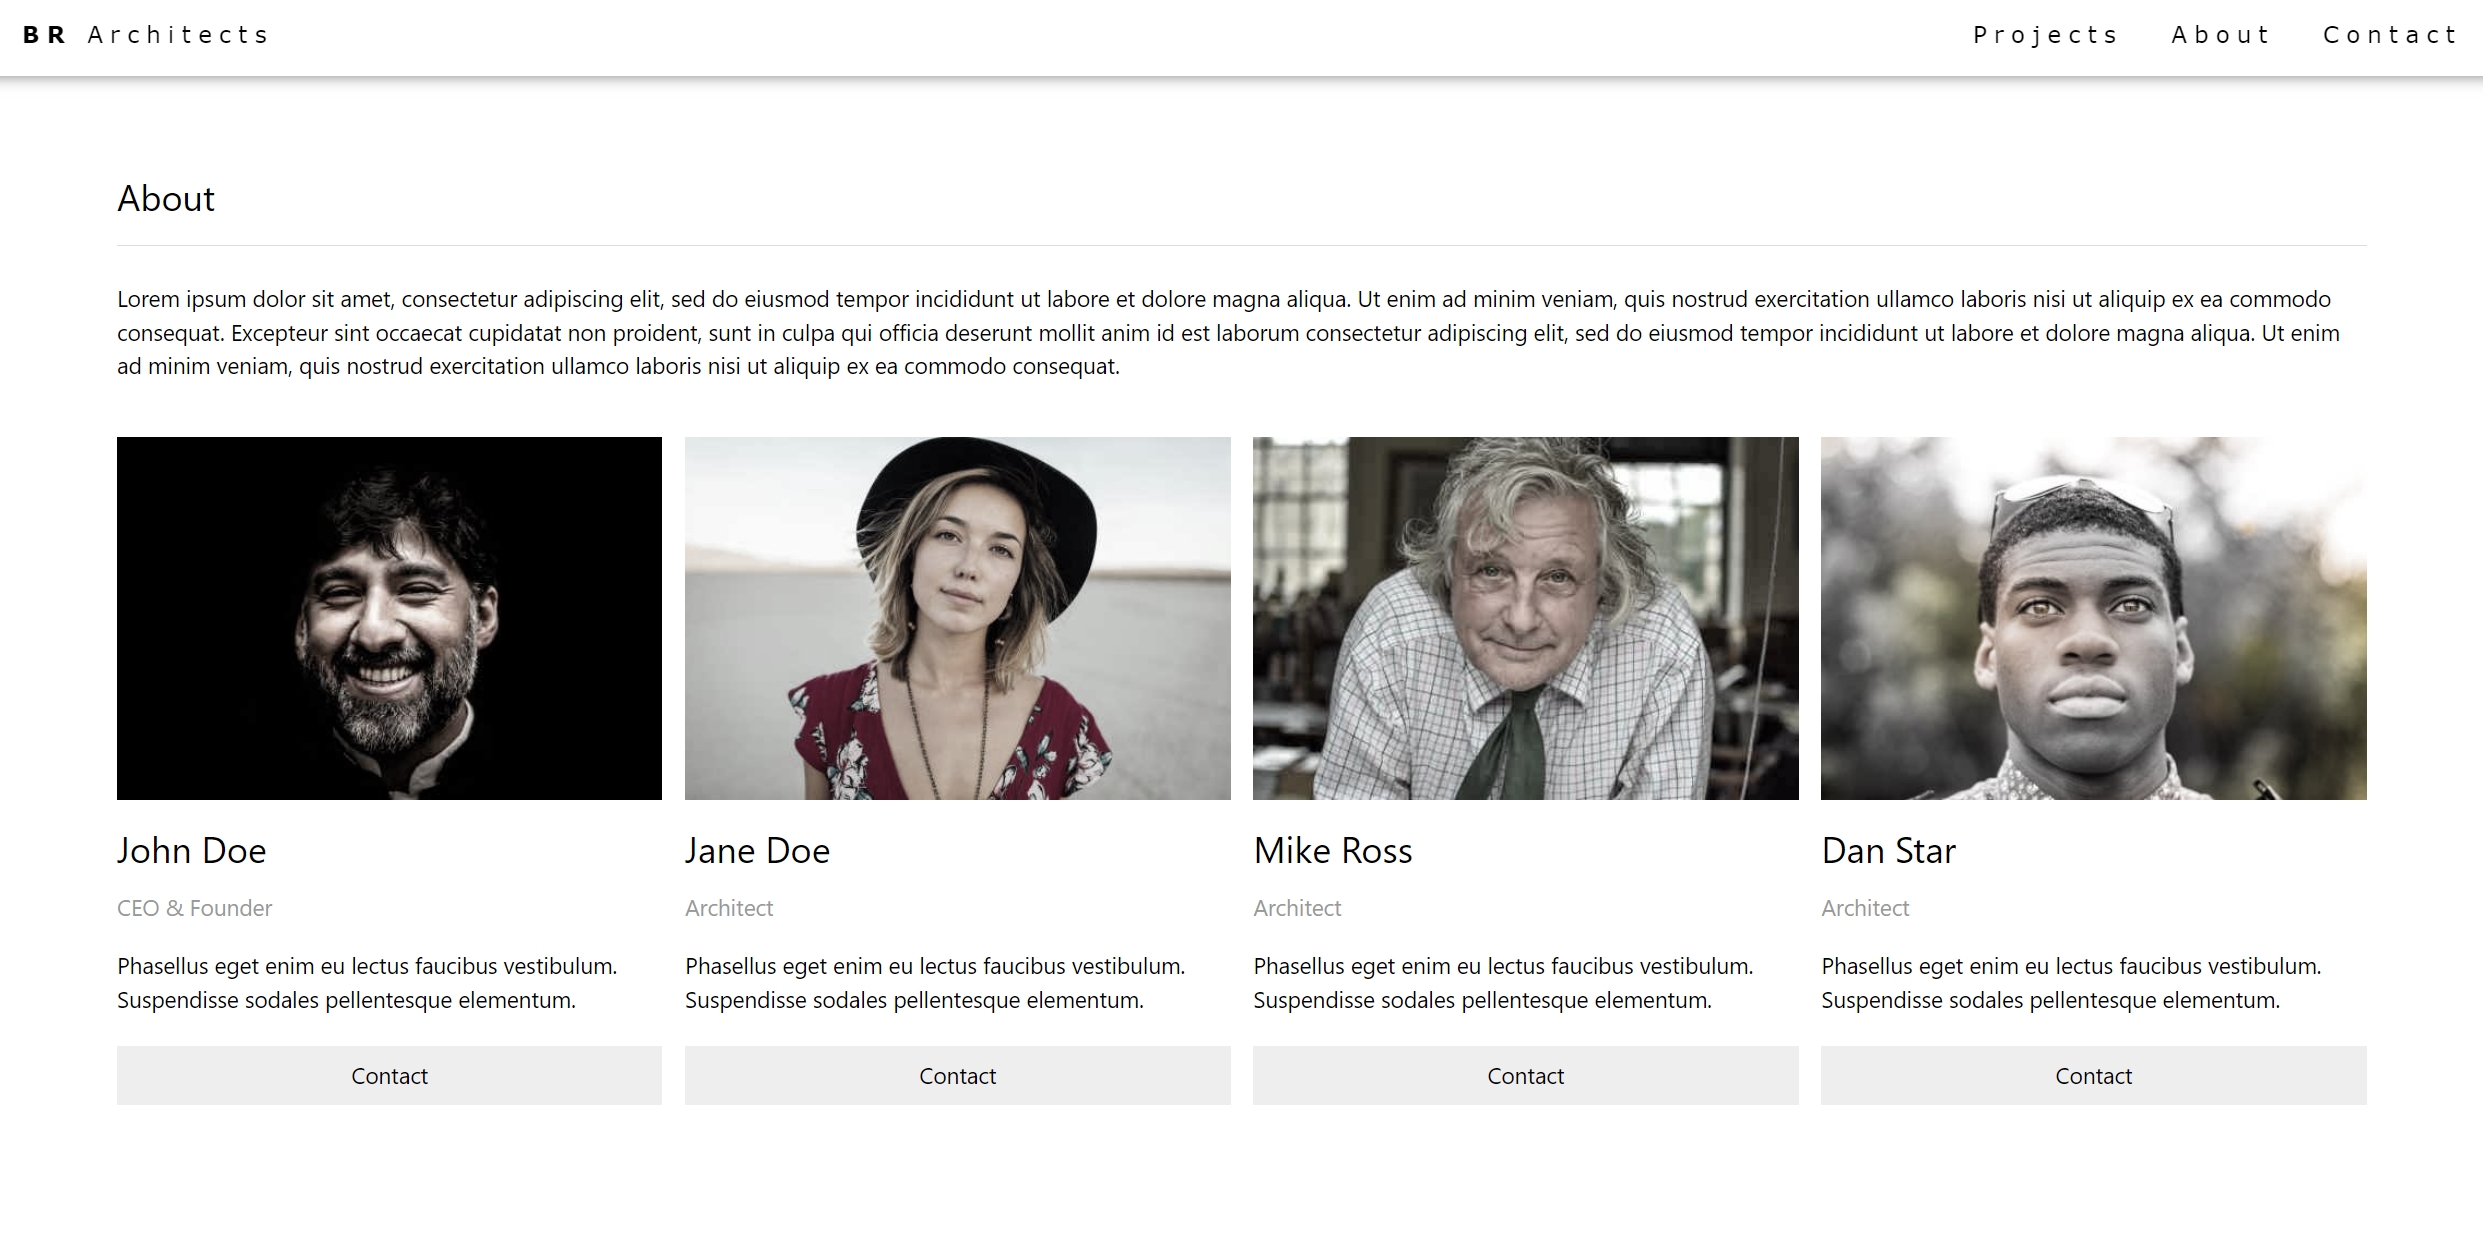 BR Architects
Projects About Contact
About
Lorem ipsum dolor sit amet, consectetur adipiscing elit, sed do eiusmod tempor incididunt ut labore et dolore magna aliqua. Ut enim ad minim veniam, quis nostrud exercitation ullamco laboris nisi ut aliquip ex ea commodo
consequat. Excepteur sint occaecat cupidatat non proident, sunt in culpa qui officia deserunt mollit anim id est laborum consectetur adipiscing elit, sed do eiusmod tempor incididunt ut labore et dolore magna aliqua. Ut enim
ad minim veniam, quis nostrud exercitation ullamco laboris nisi ut aliquip ex ea commodo consequat.
John Doe
CEO & Founder
Phasellus eget enim eu lectus faucibus vestibulum.
Suspendisse sodales pellentesque elementum.
Contact
Jane Doe
Architect
Phasellus eget enim eu lectus faucibus vestibulum.
Suspendisse sodales pellentesque elementum.
Contact
Mike Ross
Architect
Phasellus eget enim eu lectus faucibus vestibulum.
Suspendisse sodales pellentesque elementum.
Contact
Dan Star
Architect
Phasellus eget enim eu lectus faucibus vestibulum.
Suspendisse sodales pellentesque elementum.
Contact